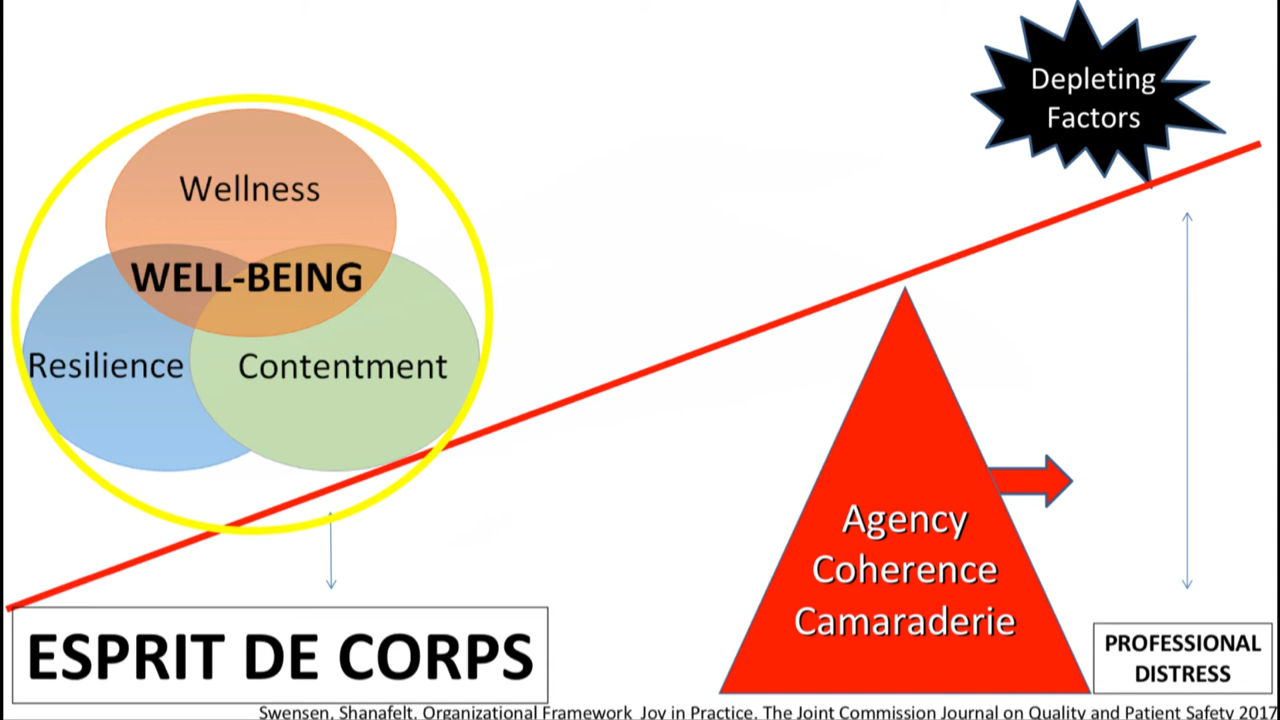 Depleting
Factors
Wellness
WELL-BEING
Resilience
Contentment
Agency
Coherence
Camaraderie
ESPRIT DE CORPS
PROFESSIONAL
DISTRESS
Swensen, Shanafelt. Organizational Framework Joy in Practice. The Joint Commission Journal on Quality and Patient Safety 2017